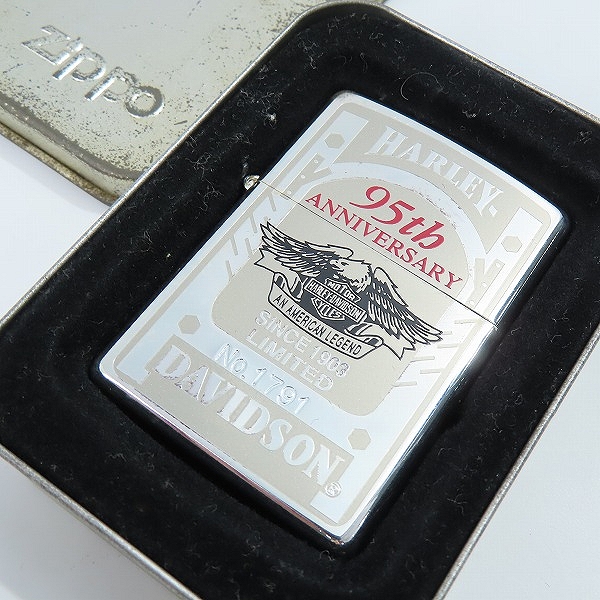 Zippo
HARLEY-
95th
ANNIVERSARY
MOTOR
HARLEY-DAVIDSON
CYCLES
AN AMERICAN LEGEND
SINCE 1903
LIMITED
No.1791
DAVIDSON®